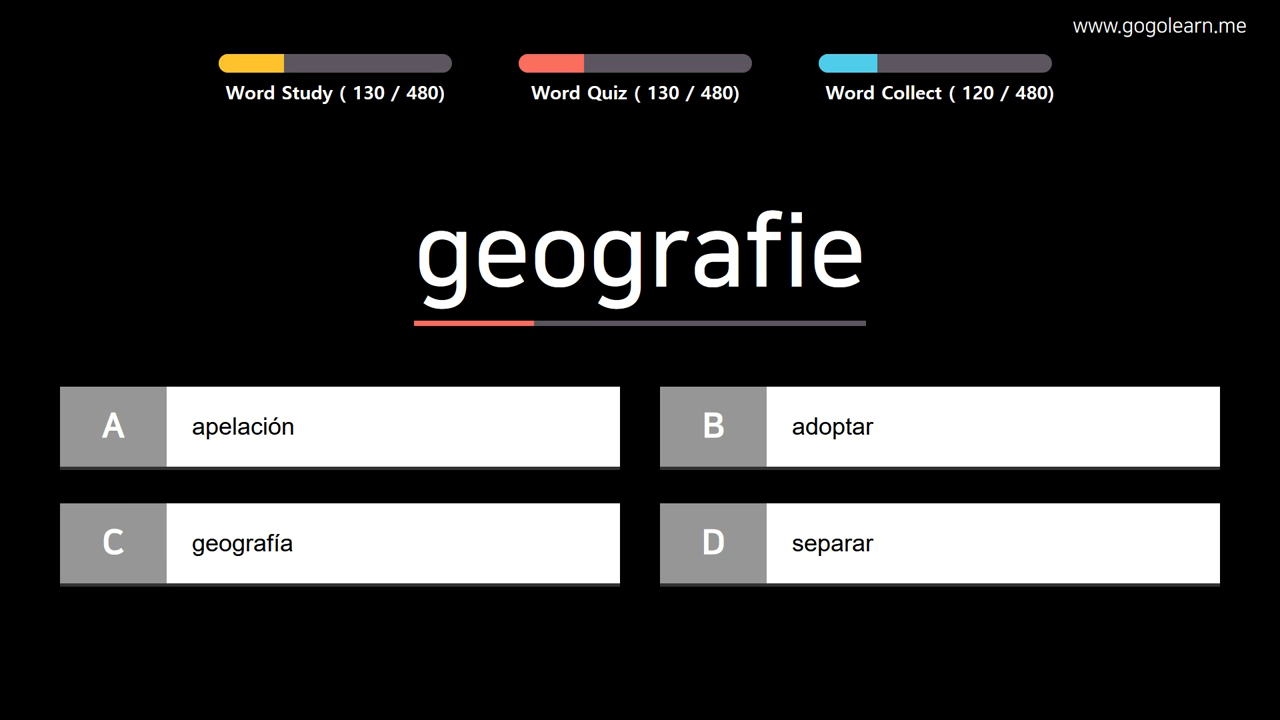 www.gogolearn.me
Word Study ( 130 / 480)
Word Quiz ( 130 / 480)
Word Collect ( 120 / 480)
geografie
A
apelación
B
adoptar
C
geografía
D
separar